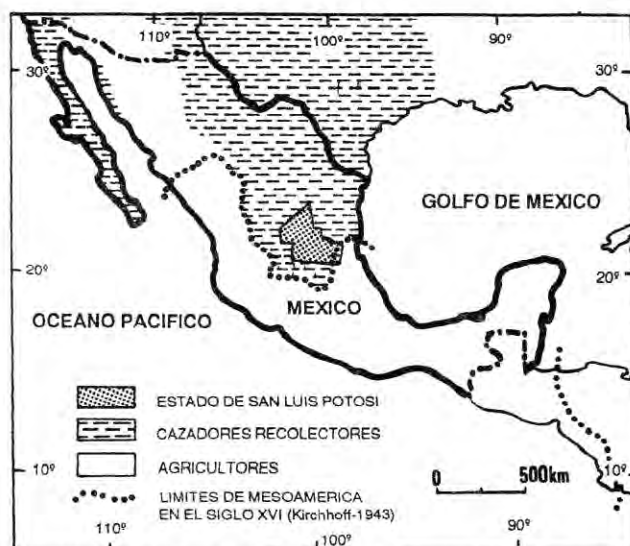 110º
100º
90º
30º
30º
GOLFO DE MEXICO
20º
20º
MEXICO
OCEANO PACIFICO
ESTADO DE SAN LUIS POTOSI
CAZADORES RECOLECTORES
AGRICULTORES
10º
10º
0
500km
LIMITES DE MESOAMERICA
EN EL SIGLO XVI (Kirchhoff-1943)
110º
100º
90º